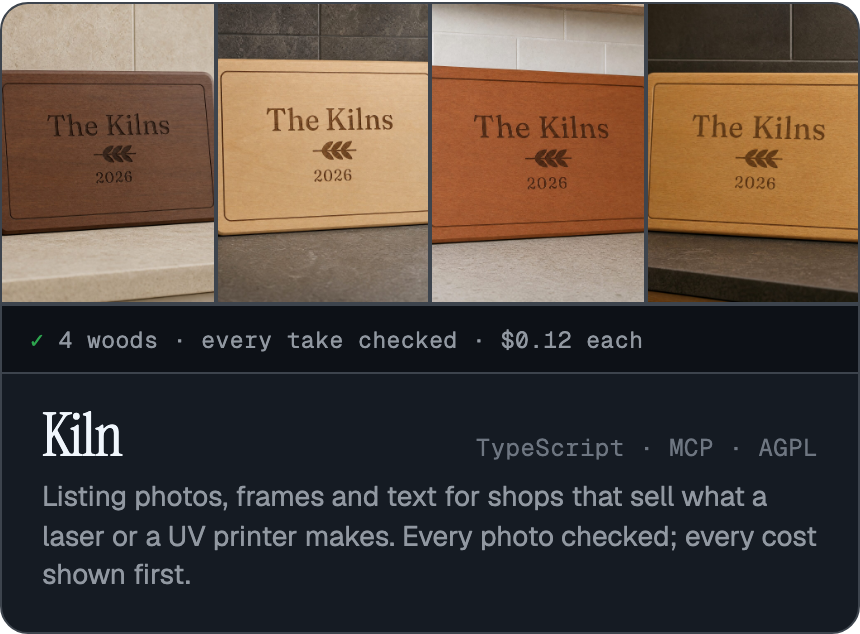 The Kilns
2026
The Kilns
2026
The Kilns
2026
The Kilns
2026
✓ 4 woods · every take checked · $0.12 each
Kiln
TypeScript · MCP · AGPL
Listing photos, frames and text for shops that sell what a
laser or a UV printer makes. Every photo checked; every cost
shown first.